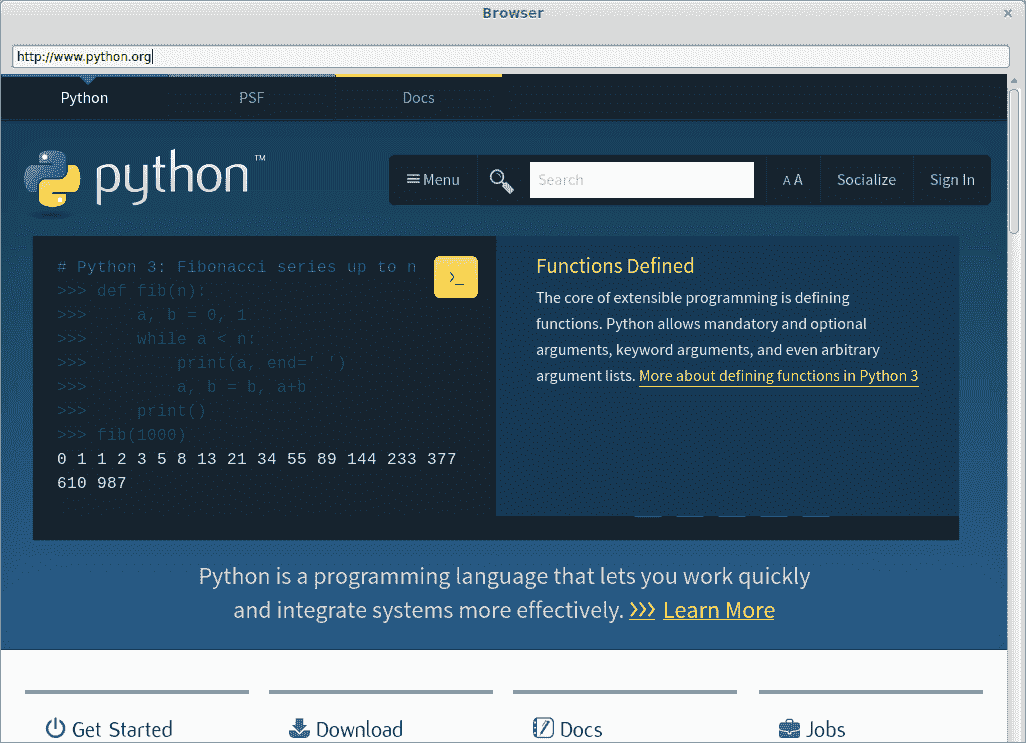 Browser
http://www.python.org
Python PSF Docs
python™
Menu Search A A Socialize Sign In
# Python 3: Fibonacci series up to n
>>> def fib(n):
>>>     a, b = 0, 1
>>>     while a < n:
>>>         print(a, end=' ')
>>>         a, b = b, a+b
>>>     print()
>>> fib(1000)
0 1 1 2 3 5 8 13 21 34 55 89 144 233 377
610 987
>_
Functions Defined
The core of extensible programming is defining
functions. Python allows mandatory and optional
arguments, keyword arguments, and even arbitrary
argument lists. More about defining functions in Python 3
Python is a programming language that lets you work quickly
and integrate systems more effectively. >>> Learn More
Get Started Download Docs Jobs